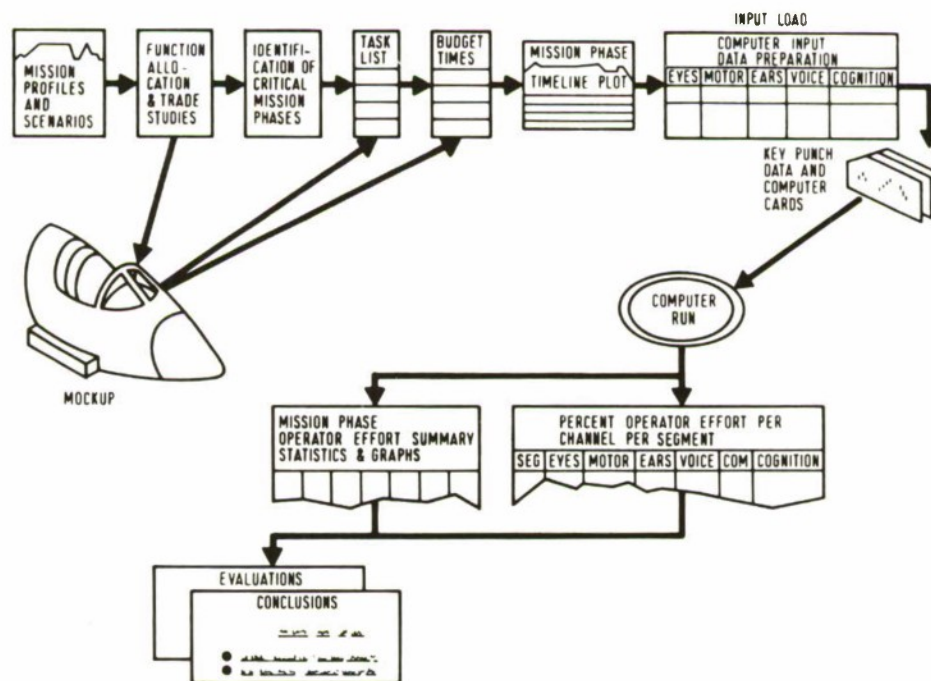 MISSION
PROFILES
AND
SCENARIOS
FUNCTION
ALLO-
CATION
& TRADE
STUDIES
IDENTIFI-
CATION OF
CRITICAL
MISSION
PHASES
TASK
LIST
BUDGET
TIMES
MISSION PHASE
TIMELINE PLOT
INPUT LOAD
COMPUTER INPUT
DATA PREPARATION
EYES MOTOR EARS VOICE COGNITION
KEY PUNCH
DATA AND
COMPUTER
CARDS
MOCKUP
COMPUTER
RUN
MISSION PHASE
OPERATOR EFFORT SUMMARY
STATISTICS & GRAPHS
PERCENT OPERATOR EFFORT PER
CHANNEL PER SEGMENT
SEG EYES MOTOR EARS VOICE COM COGNITION
EVALUATIONS
CONCLUSIONS